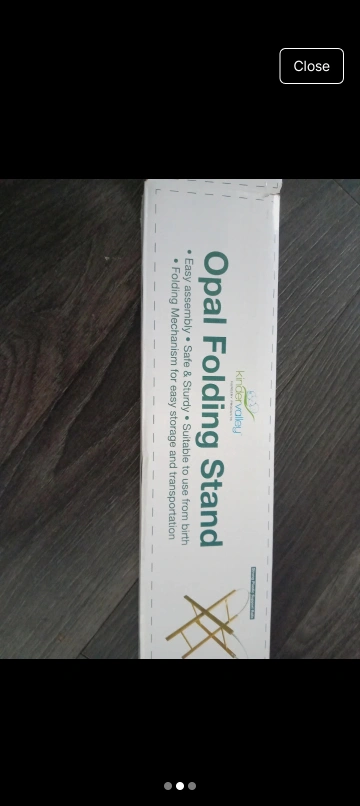 Close
kindervalley
Opal Folding Stand
• Easy assembly • Safe & Sturdy • Suitable to use from birth
• Folding Mechanism for easy storage and transportation